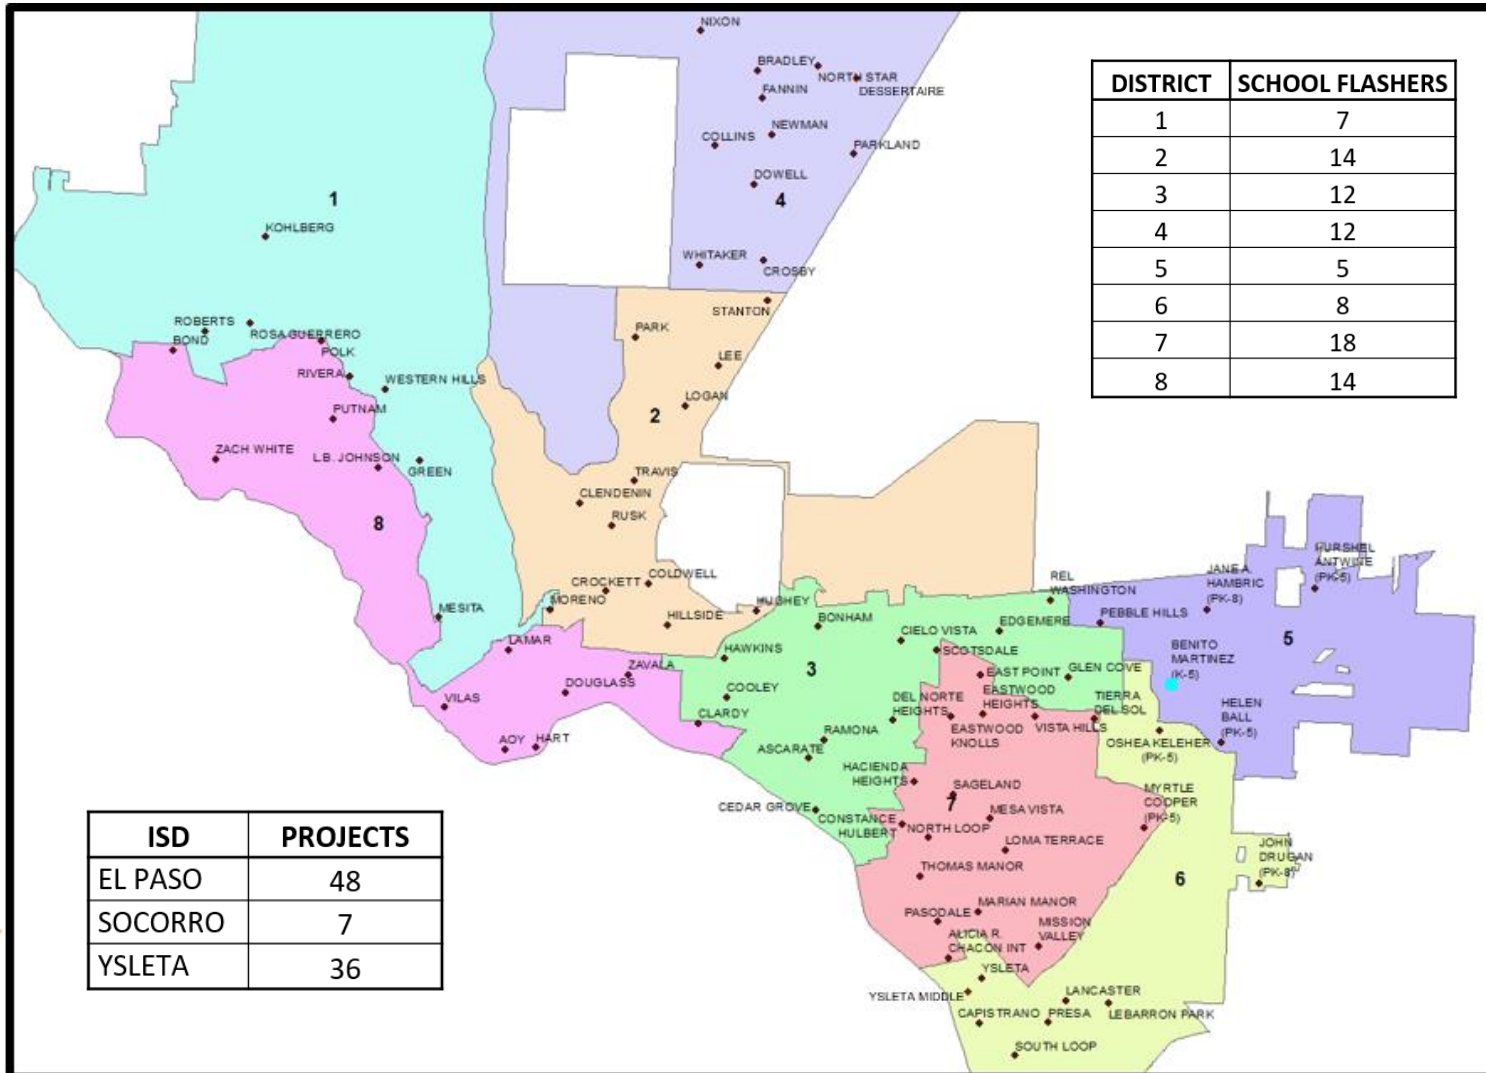 NIXON
BRADLEY
NORTH STAR
DESSERTAIRE
FANNIN
NEWMAN
COLLINS
PARKLAND
DOWELL
4
WHITAKER
CROSBY
DISTRICT SCHOOL FLASHERS
1 7
2 14
3 12
4 12
5 5
6 8
7 18
8 14
1
KOHLBERG
ROBERTS
ROSA GUERRERO
BOND
POLK
RIVERA
WESTERN HILLS
PUTNAM
ZACH WHITE
L.B. JOHNSON
GREEN
8
MESITA
STANTON
PARK
LEE
LOGAN
2
TRAVIS
CLENDENIN
RUSK
COLDWELL
CROCKETT
MORENO
HILLSIDE
HUGHEY
LAMAR
ZAVALA
DOUGLASS
VILAS
AOY
HART
BONHAM
CIELO VISTA
EDGEMERE
REL
WASHINGTON
HAWKINS
SCOTSDALE
3
COOLEY
CLARDY
EAST POINT
GLEN COVE
DEL NORTE
HEIGHTS
EASTWOOD
HEIGHTS
TIERRA
DEL SOL
EASTWOOD
KNOLLS
VISTA HILLS
RAMONA
ASCARATE
HACIENDA
HEIGHTS
CEDAR GROVE
CONSTANCE
HULBERT
SAGELAND
7
MESA VISTA
NORTH LOOP
LOMA TERRACE
THOMAS MANOR
PASODALE
MARIAN MANOR
MISSION
VALLEY
ALICIA R.
CHACON INT
YSLETA
YSLETA MIDDLE
CAPISTRANO
PRESA
LANCASTER
LEBARRON PARK
SOUTH LOOP
PEBBLE HILLS
JANE A.
HAMBRIC
(PK-8)
HURSHEL
ANTWINE
(PK-5)
5
BENITO
MARTINEZ
(K-5)
HELEN
BALL
(PK-5)
OSHEA KELEHER
(PK-5)
MYRTLE
COOPER
(PK-5)
JOHN
DRUGAN
(PK-8)
6
ISD PROJECTS
EL PASO 48
SOCORRO 7
YSLETA 36